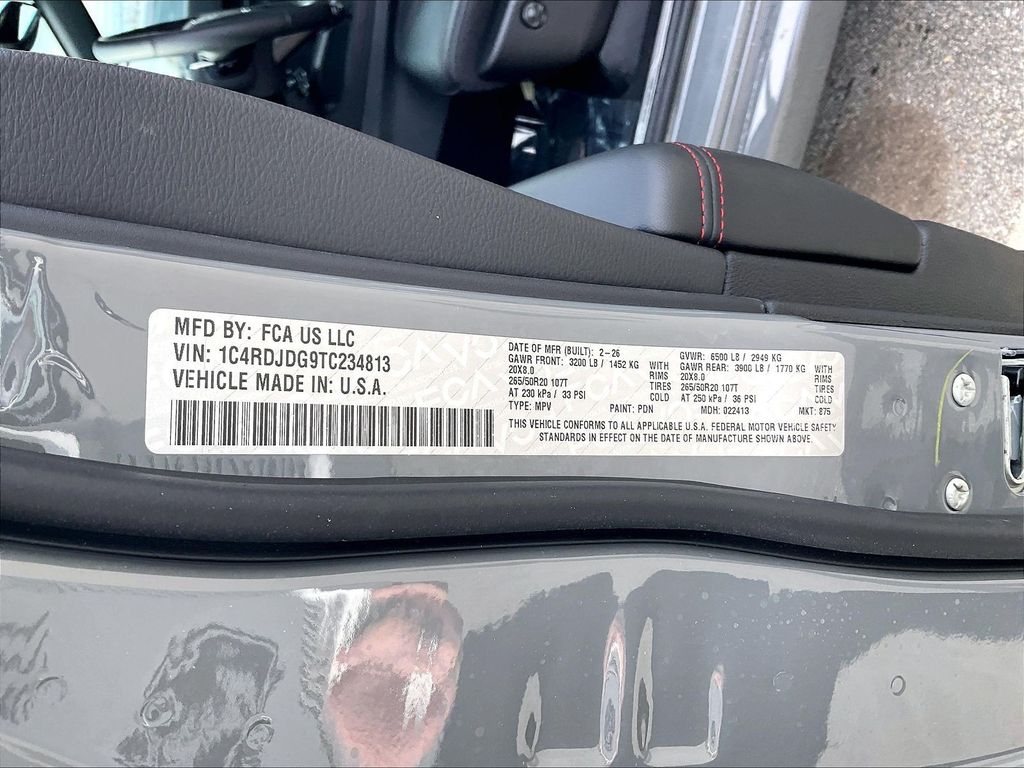 MFD BY: FCA US LLC
VIN: 1C4RDJDG9TC234813
VEHICLE MADE IN: U.S.A.
DATE OF MFR (BUILT): 2-26 GVWR: 6500 LB / 2949 KG
GAWR FRONT: 3200 LB / 1452 KG WITH GAWR REAR: 3900 LB / 1770 KG WITH
20X8.0 RIMS 20X8.0 RIMS
265/50R20 107T TIRES 265/50R20 107T TIRES
AT 230 kPa / 33 PSI COLD AT 250 kPa / 36 PSI COLD
TYPE: MPV PAINT: PDN MDH: 022413 MKT: 875
THIS VEHICLE CONFORMS TO ALL APPLICABLE U.S.A. FEDERAL MOTOR VEHICLE SAFETY
STANDARDS IN EFFECT ON THE DATE OF MANUFACTURE SHOWN ABOVE.